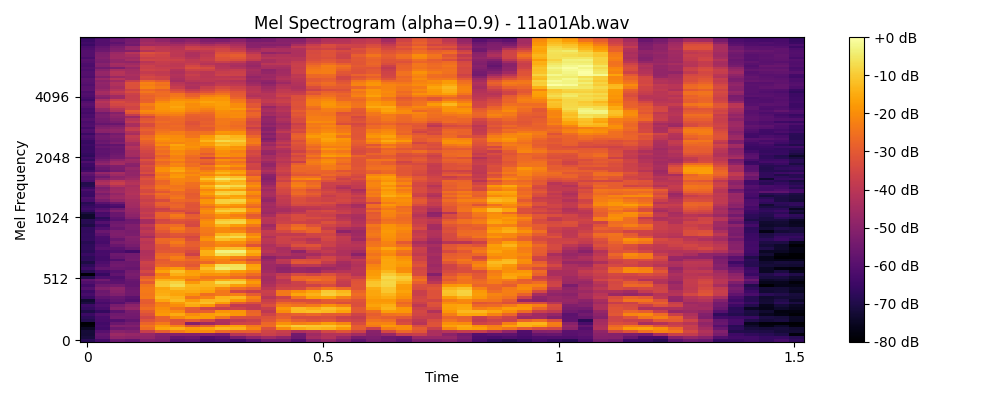 Mel Spectrogram (alpha=0.9) - 11a01Ab.wav
Mel Frequency
4096
2048
1024
512
0
0
0.5
1
1.5
Time
+0 dB
-10 dB
-20 dB
-30 dB
-40 dB
-50 dB
-60 dB
-70 dB
-80 dB